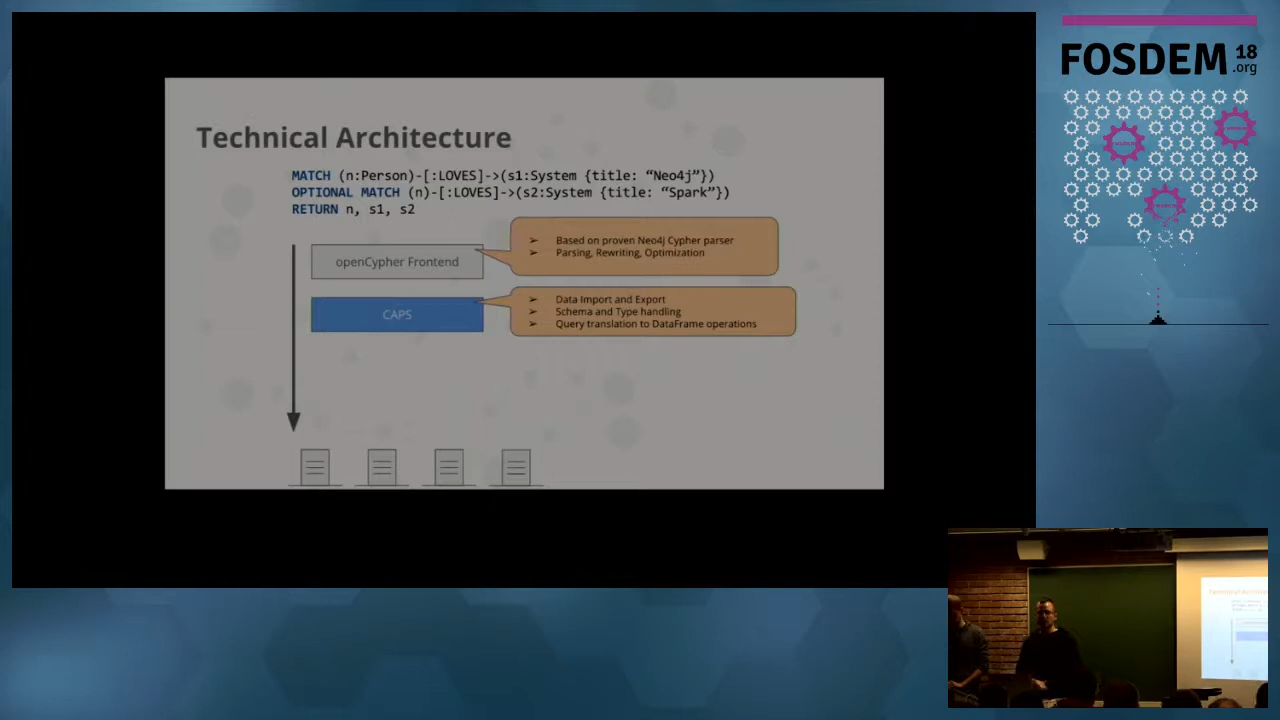 FOSDEM 18
.org
Technical Architecture
MATCH (n:Person)-[:LOVES]->(s1:System {title: “Neo4j”})
OPTIONAL MATCH (n)-[:LOVES]->(s2:System {title: “Spark”})
RETURN n, s1, s2
openCypher Frontend
➢ Based on proven Neo4j Cypher parser
➢ Parsing, Rewriting, Optimization
CAPS
➢ Data Import and Export
➢ Schema and Type handling
➢ Query translation to DataFrame operations